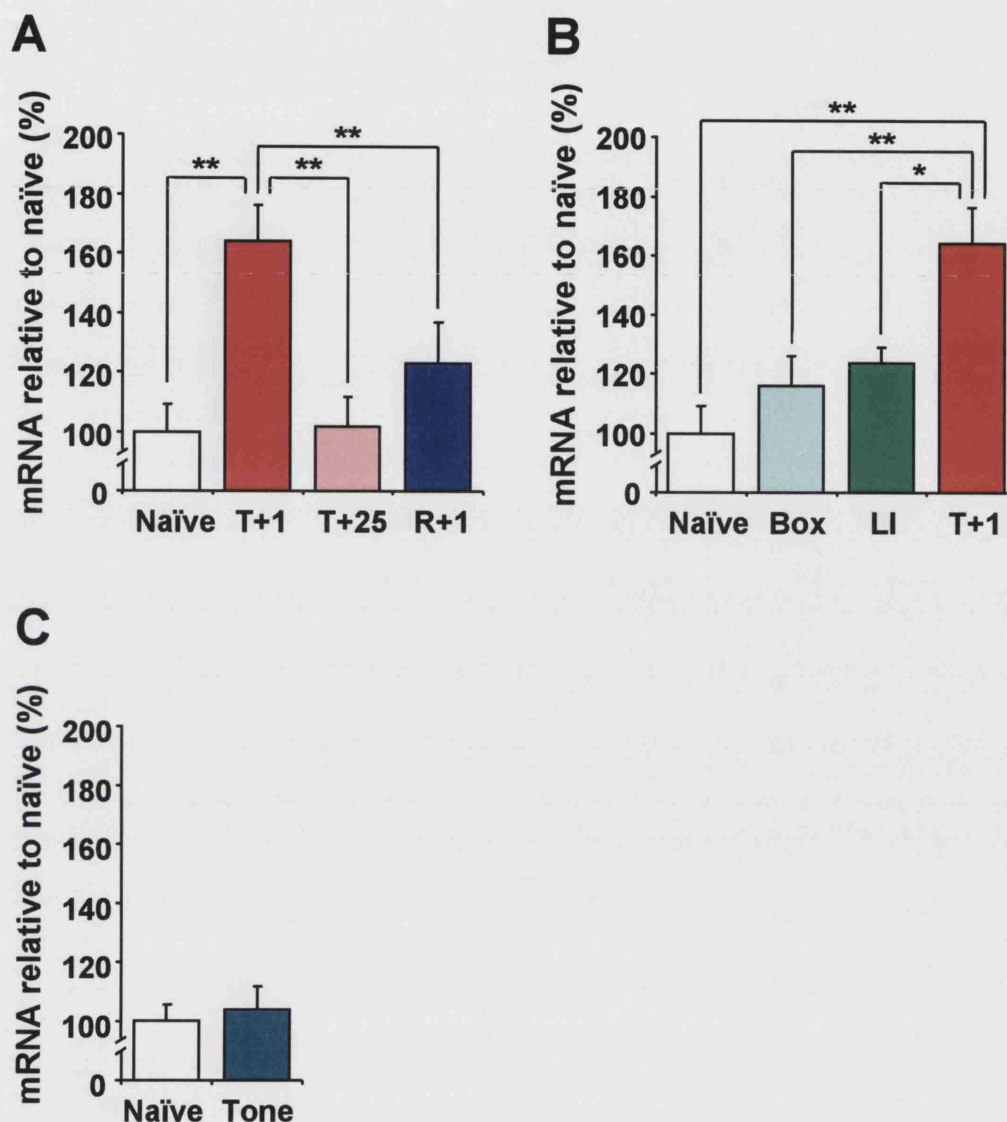 A
mRNA relative to naïve (%)
200
180
160
140
120
100
0
** ** **
Naïve T+1 T+25 R+1
B
mRNA relative to naïve (%)
200
180
160
140
120
100
0
** ** *
Naïve Box LI T+1
C
mRNA relative to naïve (%)
200
180
160
140
120
100
0
Naïve Tone